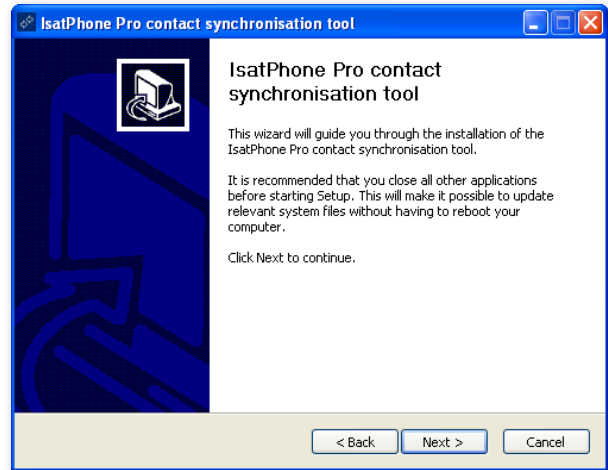 IsatPhone Pro contact synchronisation tool
IsatPhone Pro contact
synchronisation tool
This wizard will guide you through the installation of the
IsatPhone Pro contact synchronisation tool.
It is recommended that you close all other applications
before starting Setup. This will make it possible to update
relevant system files without having to reboot your
computer.
Click Next to continue.
< Back Next > Cancel